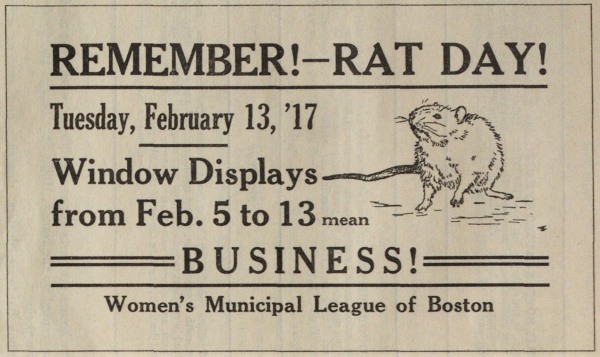 REMEMBER!—RAT DAY!
Tuesday, February 13, '17
Window Displays
from Feb. 5 to 13 mean
BUSINESS!
Women's Municipal League of Boston